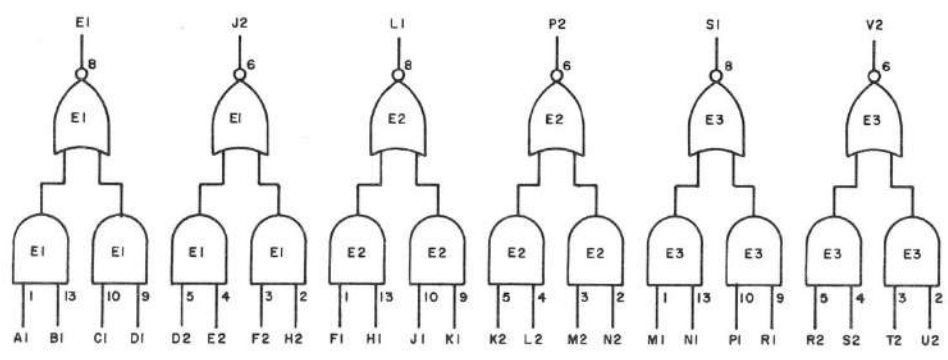 E1 J2 L1 P2 S1 V2
8 6 8 6 8 6
E1 E1 E2 E2 E3 E3
E1 E1 E1 E1 E2 E2 E2 E2 E3 E3 E3 E3
1 13 10 9 5 4 3 2 1 13 10 9 5 4 3 2 1 13 10 9 5 4 3 2
A1 B1 C1 D1 D2 E2 F2 H2 F1 H1 J1 K1 K2 L2 M2 N2 M1 N1 P1 R1 R2 S2 T2 U2